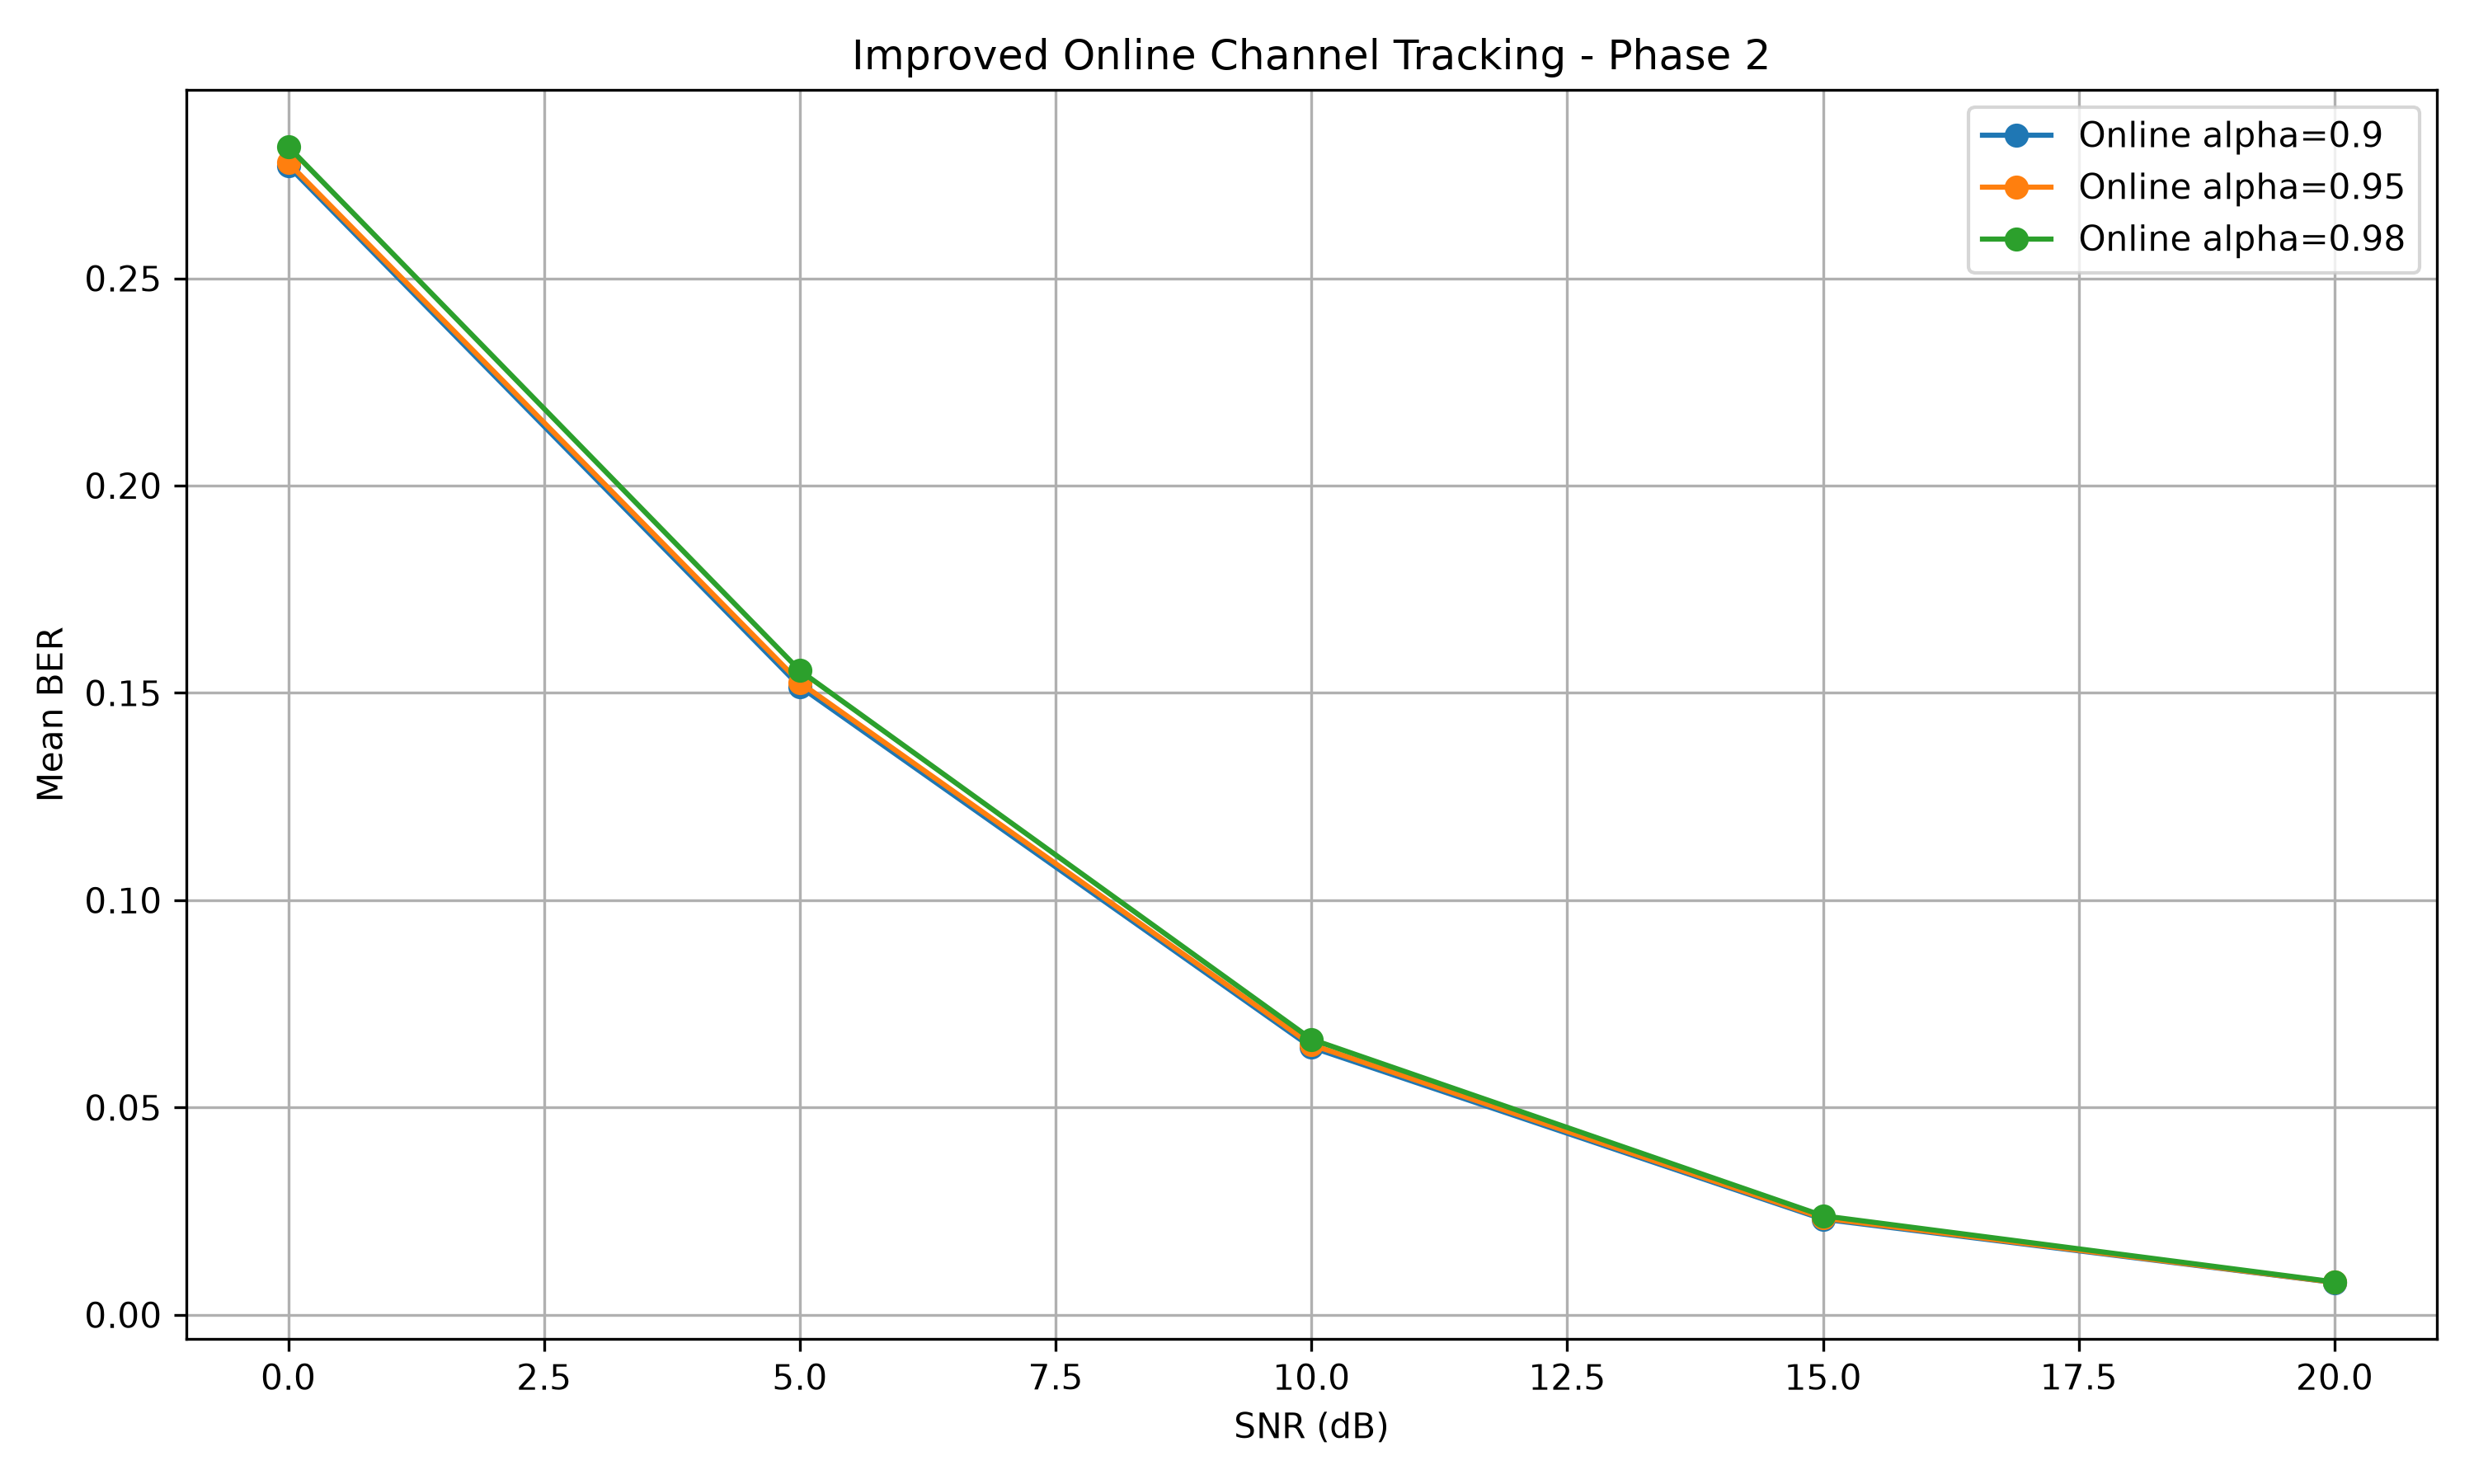 Improved Online Channel Tracking - Phase 2
Online alpha=0.9
Online alpha=0.95
Online alpha=0.98
Mean BER
0.25
0.20
0.15
0.10
0.05
0.00
0.0 2.5 5.0 7.5 10.0 12.5 15.0 17.5 20.0
SNR (dB)